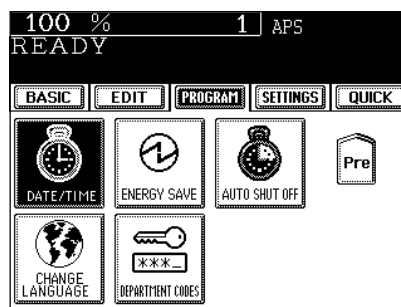 100 % 1 APS
READY
BASIC EDIT PROGRAM SETTINGS QUICK
DATE/TIME ENERGY SAVE AUTO SHUT OFF Pre
CHANGE
LANGUAGE
***_
DEPARTMENT CODES